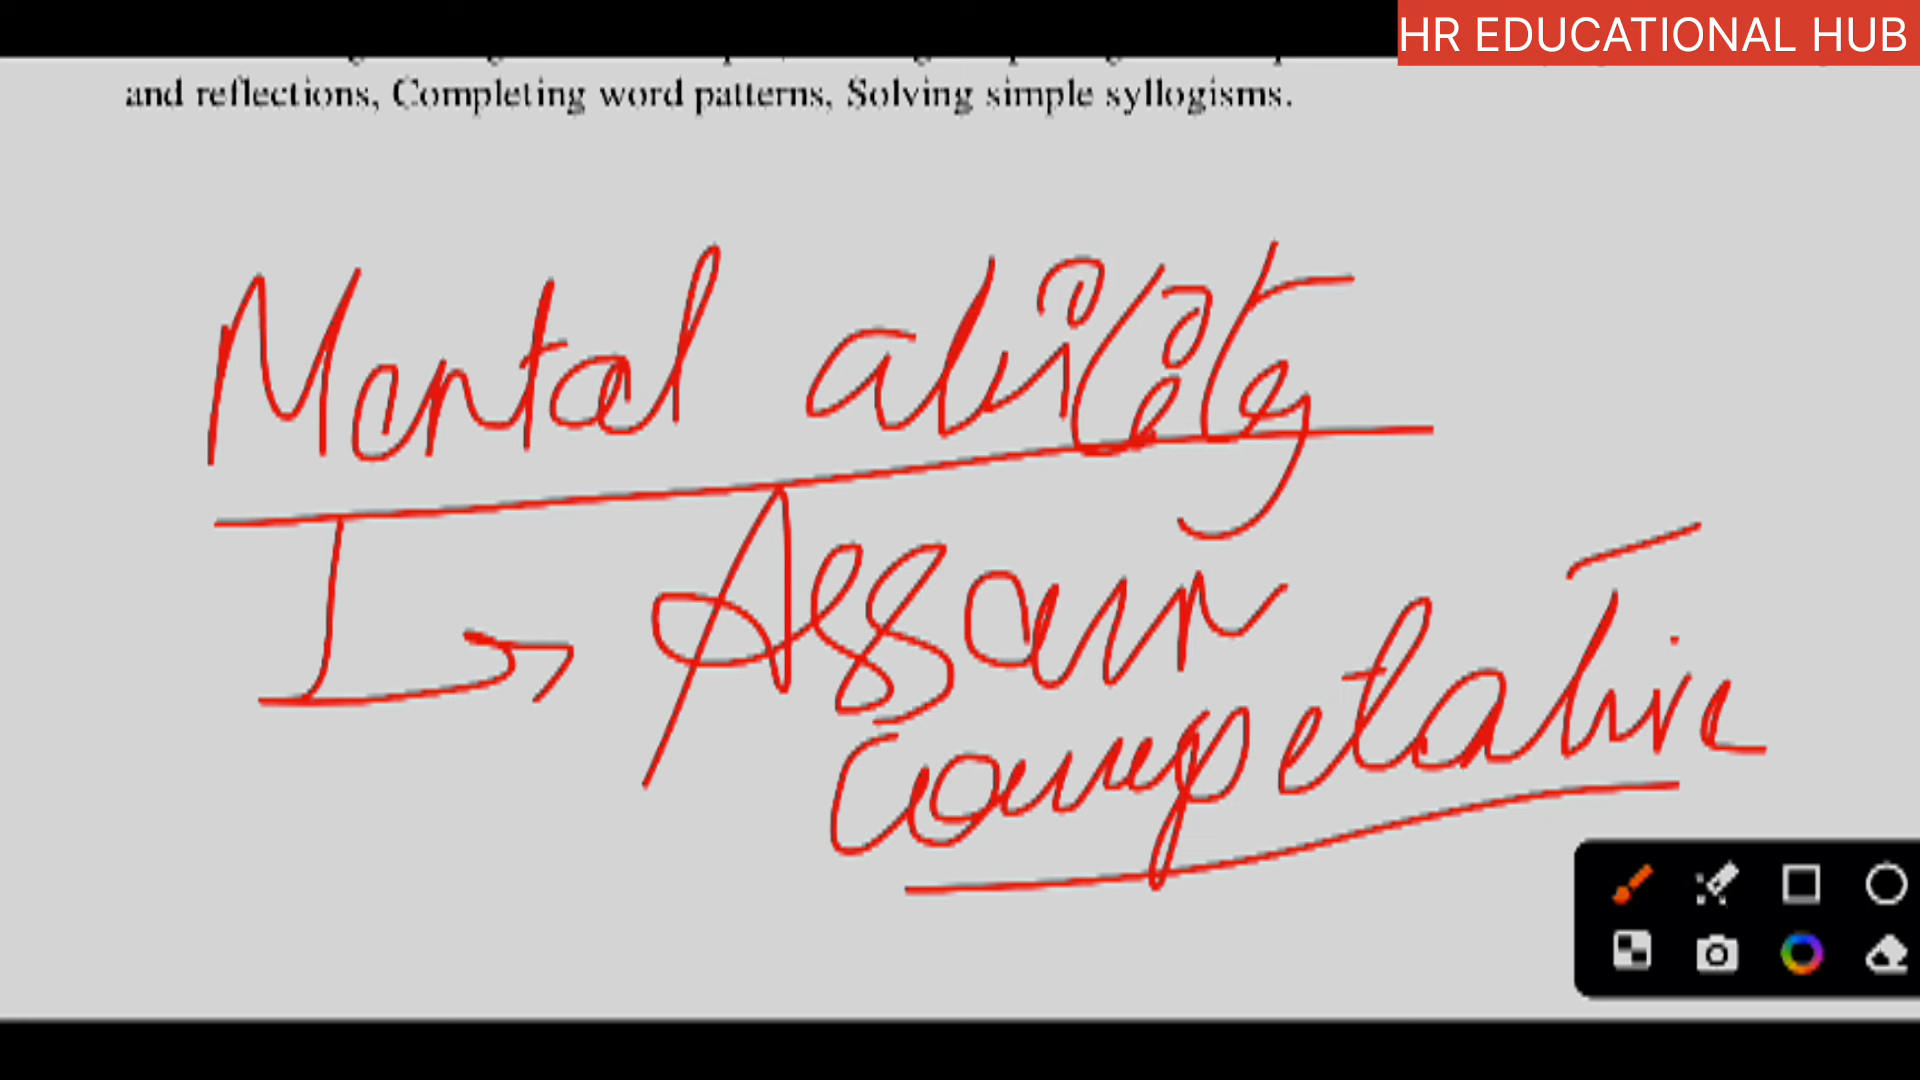 HR EDUCATIONAL HUB
and reflections, Completing word patterns, Solving simple syllogisms.
Mental ability
I → Assam
competative